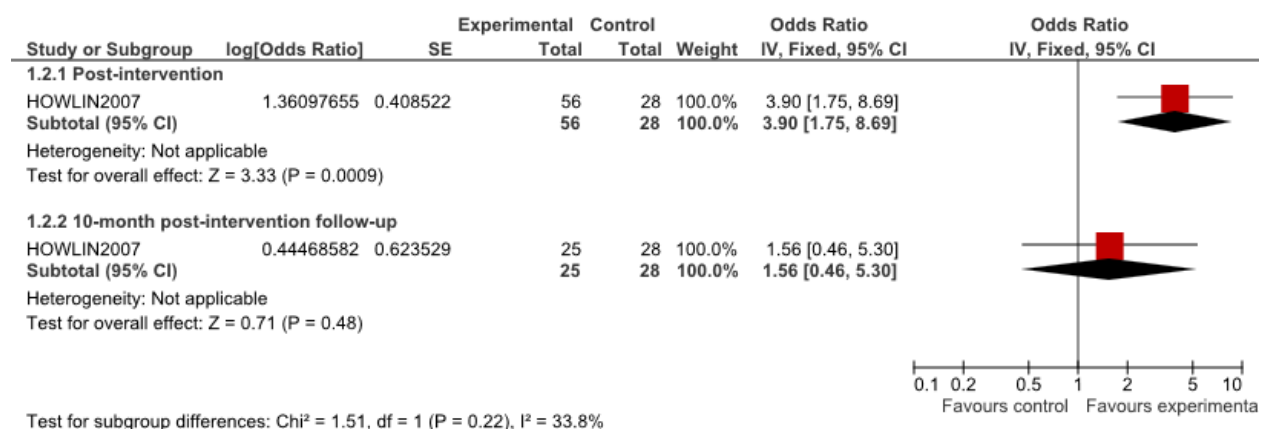 Experimental Control Odds Ratio Odds Ratio
Study or Subgroup log[Odds Ratio] SE Total Total Weight IV, Fixed, 95% CI IV, Fixed, 95% CI
1.2.1 Post-intervention
HOWLIN2007 1.36097655 0.408522 56 28 100.0% 3.90 [1.75, 8.69]
Subtotal (95% CI) 56 28 100.0% 3.90 [1.75, 8.69]
Heterogeneity: Not applicable
Test for overall effect: Z = 3.33 (P = 0.0009)
1.2.2 10-month post-intervention follow-up
HOWLIN2007 0.44468582 0.623529 25 28 100.0% 1.56 [0.46, 5.30]
Subtotal (95% CI) 25 28 100.0% 1.56 [0.46, 5.30]
Heterogeneity: Not applicable
Test for overall effect: Z = 0.71 (P = 0.48)
0.1 0.2 0.5 1 2 5 10
Favours control Favours experimenta
Test for subgroup differences: Chi² = 1.51, df = 1 (P = 0.22), I² = 33.8%